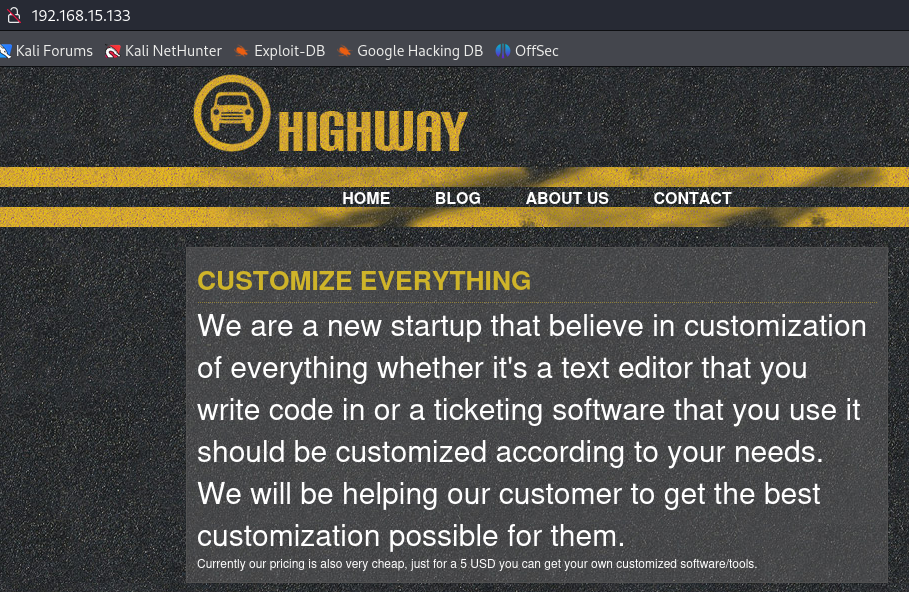 192.168.15.133
Kali Forums Kali NetHunter Exploit-DB Google Hacking DB OffSec
HIGHWAY
HOME BLOG ABOUT US CONTACT
CUSTOMIZE EVERYTHING
We are a new startup that believe in customization
of everything whether it's a text editor that you
write code in or a ticketing software that you use it
should be customized according to your needs.
We will be helping our customer to get the best
customization possible for them.
Currently our pricing is also very cheap, just for a 5 USD you can get your own customized software/tools.